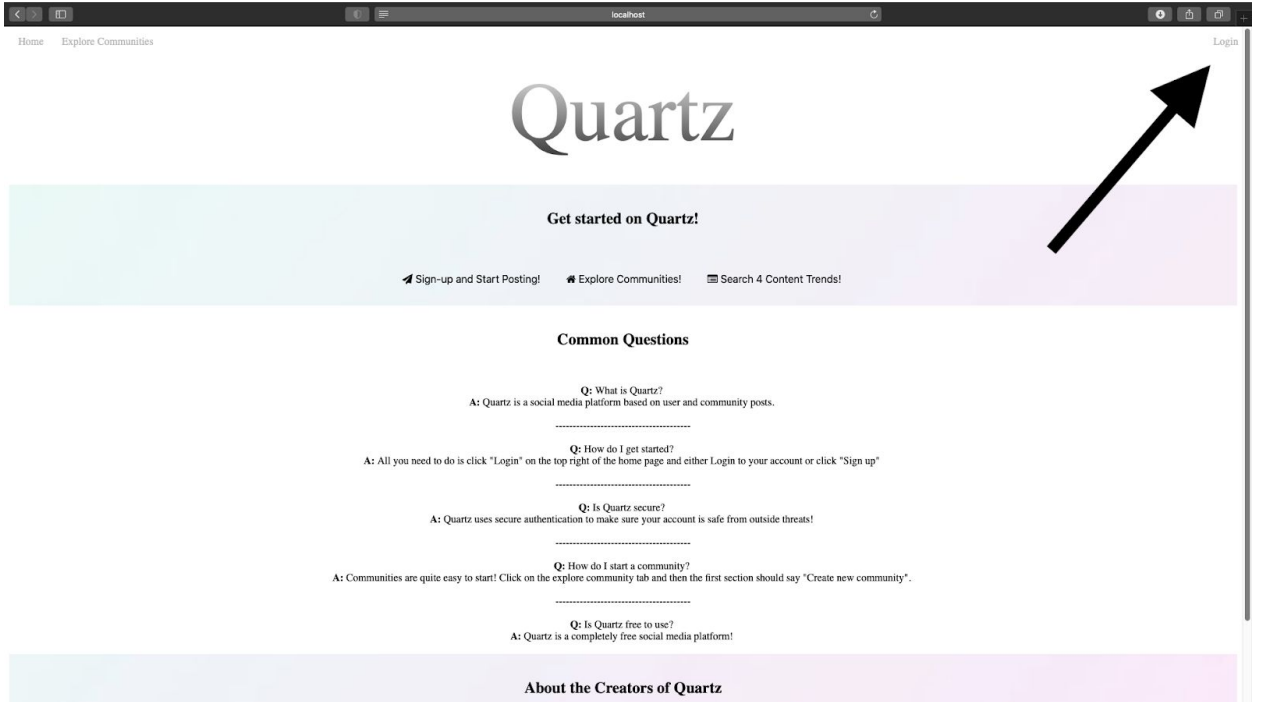 localhost
Home Explore Communities Login
Quartz
Get started on Quartz!
Sign-up and Start Posting! Explore Communities! Search 4 Content Trends!
Common Questions
Q: What is Quartz?
A: Quartz is a social media platform based on user and community posts.
---------------------------------------
Q: How do I get started?
A: All you need to do is click "Login" on the top right of the home page and either Login to your account or click "Sign up"
---------------------------------------
Q: Is Quartz secure?
A: Quartz uses secure authentication to make sure your account is safe from outside threats!
---------------------------------------
Q: How do I start a community?
A: Communities are quite easy to start! Click on the explore community tab and then the first section should say "Create new community".
---------------------------------------
Q: Is Quartz free to use?
A: Quartz is a completely free social media platform!
About the Creators of Quartz